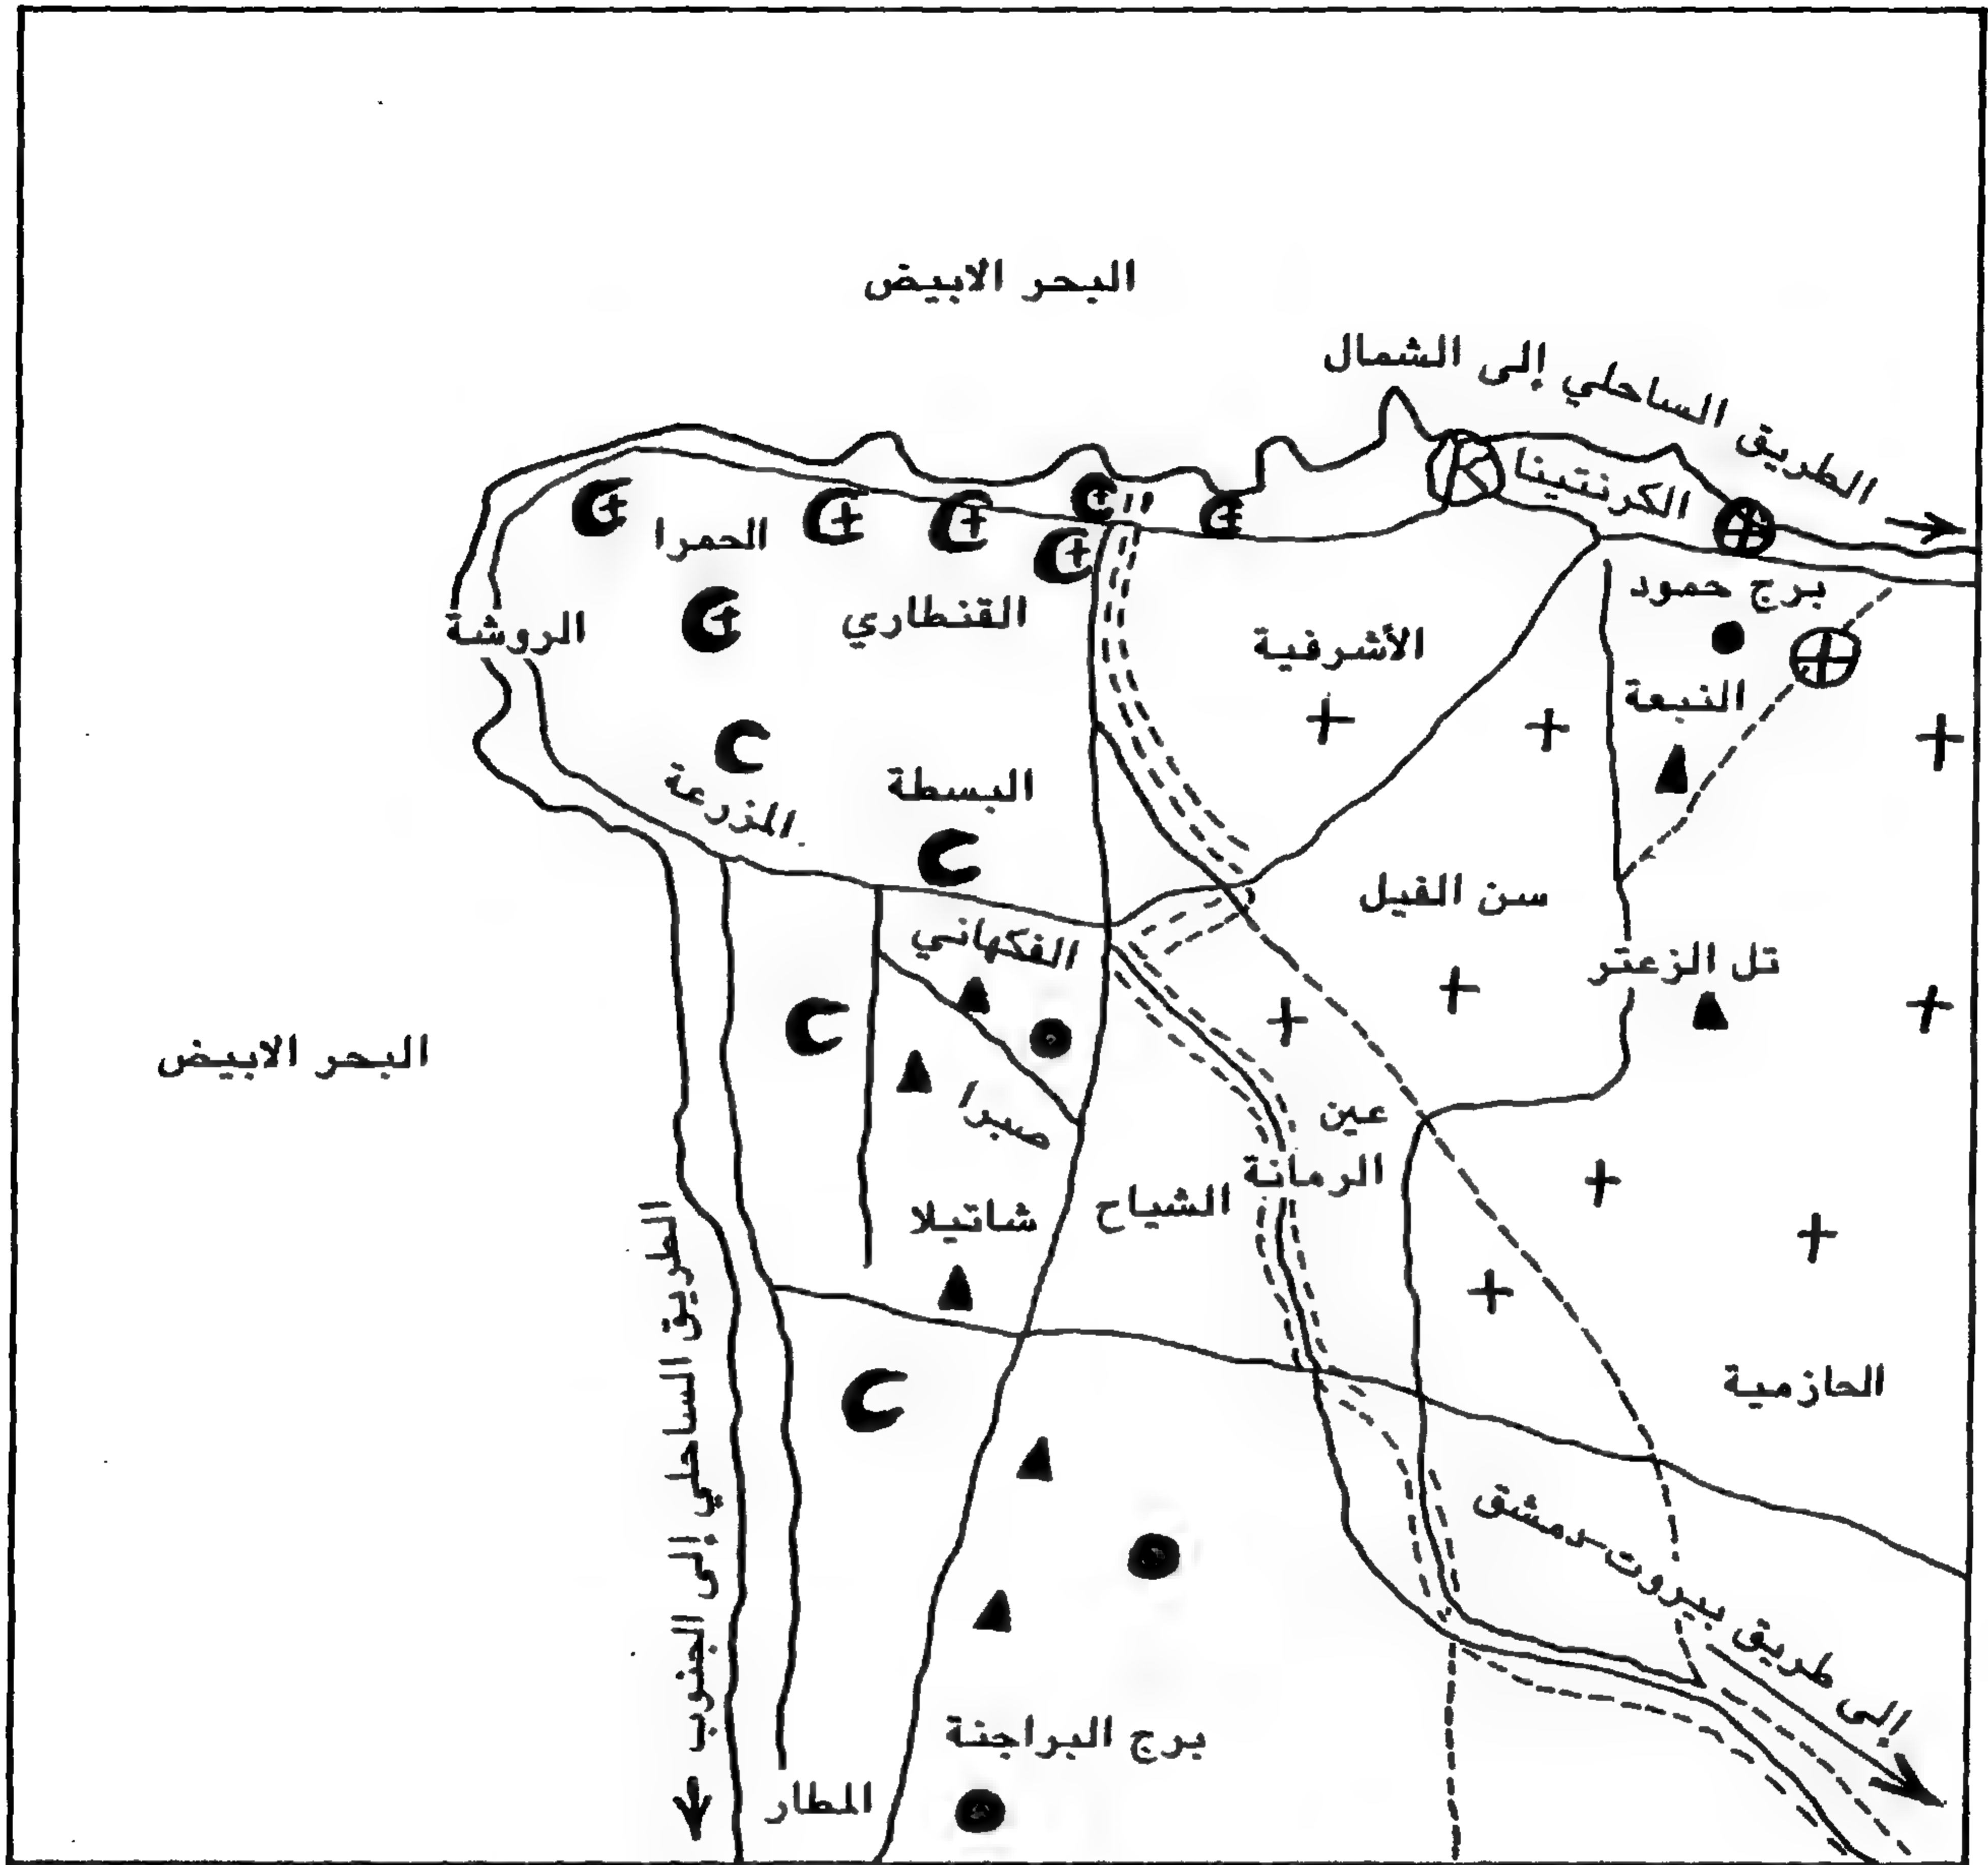 البحر الابيض
الطريق الساحلي إلى الشمال
الكرنتينا
K
الحمرا
برج حمود
القنطاري
الروشة
الأشرفية
النبعة
البسطة
المزرعة
سن الفيل
الفكهاني
تل الزعتر
البحر الابيض
صبرا
عين
الرمانة
الشياح
شاتيلا
الطريق الساحلي إلى الجنوب
الحازمية
إلى طريق بيروت-دمشق
برج البراجنة
المطار